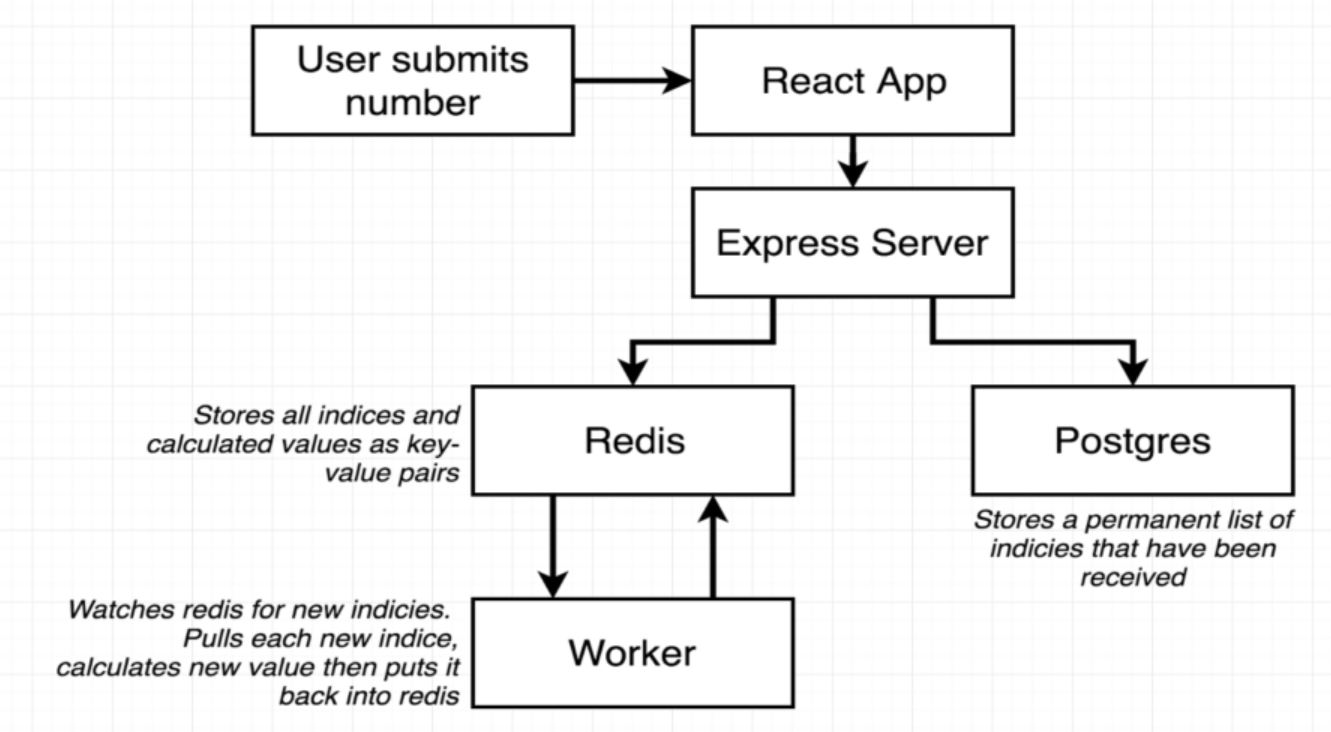 User submits
number
React App
Express Server
Stores all indices and
calculated values as key-
value pairs
Redis
Postgres
Stores a permanent list of
indicies that have been
received
Watches redis for new indicies.
Pulls each new indice,
calculates new value then puts it
back into redis
Worker